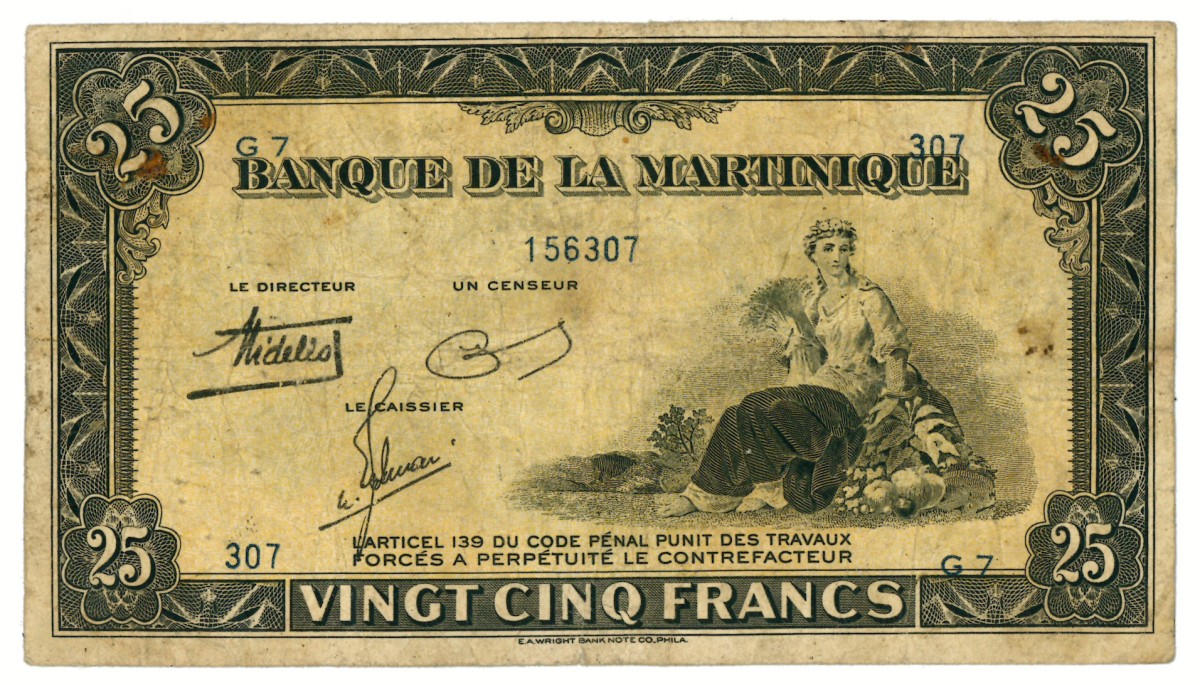 25 25
G 7 307
BANQUE DE LA MARTINIQUE
156307
LE DIRECTEUR UN CENSEUR
LE CAISSIER
L'ARTICEL 139 DU CODE PÉNAL PUNIT DES TRAVAUX
FORCÉS A PERPÉTUITÉ LE CONTREFACTEUR
307 G 7
25 25
VINGT CINQ FRANCS
E.A.WRIGHT BANK NOTE CO., PHILA.